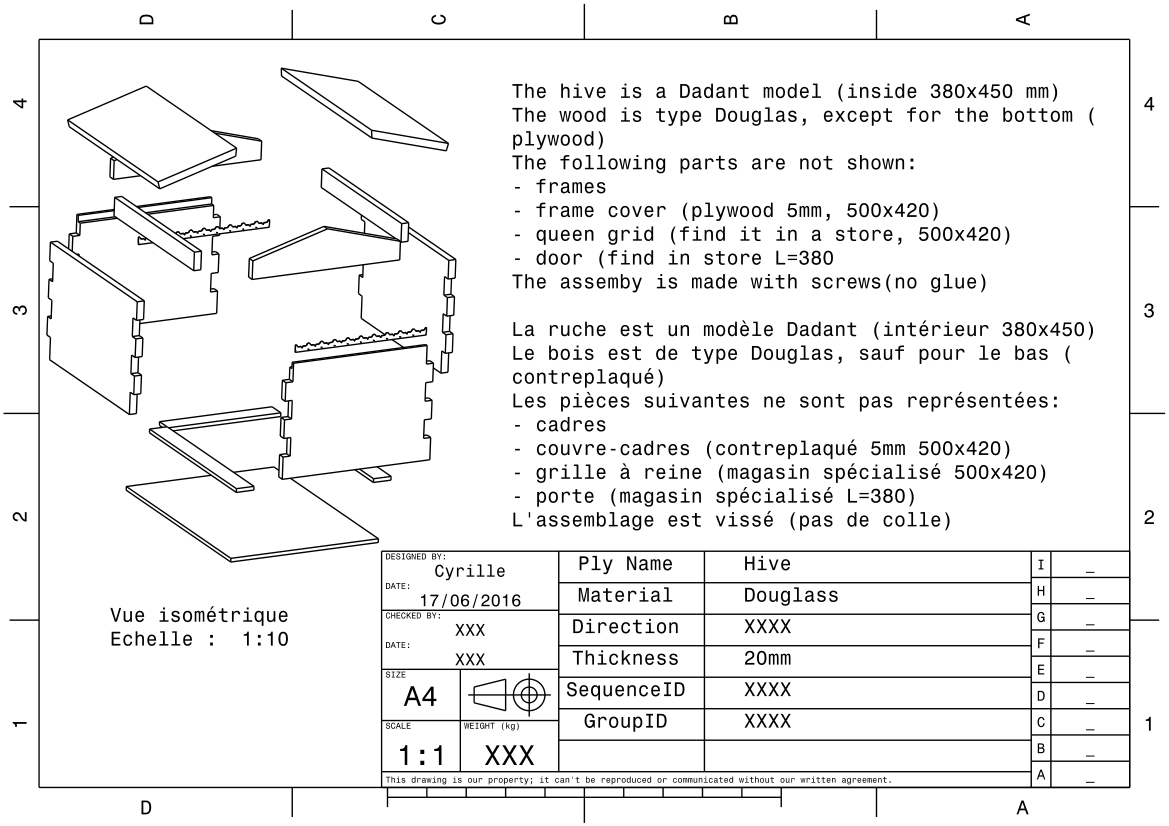 D C B A
4 4
The hive is a Dadant model (inside 380x450 mm)
The wood is type Douglas, except for the bottom (
plywood)
The following parts are not shown:
- frames
- frame cover (plywood 5mm, 500x420)
- queen grid (find it in a store, 500x420)
- door (find in store L=380
The assemby is made with screws(no glue)
3 3
La ruche est un modèle Dadant (intérieur 380x450)
Le bois est de type Douglas, sauf pour le bas (
contreplaqué)
Les pièces suivantes ne sont pas représentées:
- cadres
- couvre-cadres (contreplaqué 5mm 500x420)
- grille à reine (magasin spécialisé 500x420)
- porte (magasin spécialisé L=380)
L'assemblage est vissé (pas de colle)
2 2
Vue isométrique
Echelle : 1:10
DESIGNED BY:
Cyrille
DATE:
17/06/2016
CHECKED BY:
XXX
DATE:
XXX
SIZE
A4
SCALE
1:1
WEIGHT (kg)
XXX
Ply Name Hive
Material Douglass
Direction XXXX
Thickness 20mm
SequenceID XXXX
GroupID XXXX
I _
H _
G _
F _
E _
D _
C _
B _
A _
This drawing is our property; it can't be reproduced or communicated without our written agreement.
1 1
D A